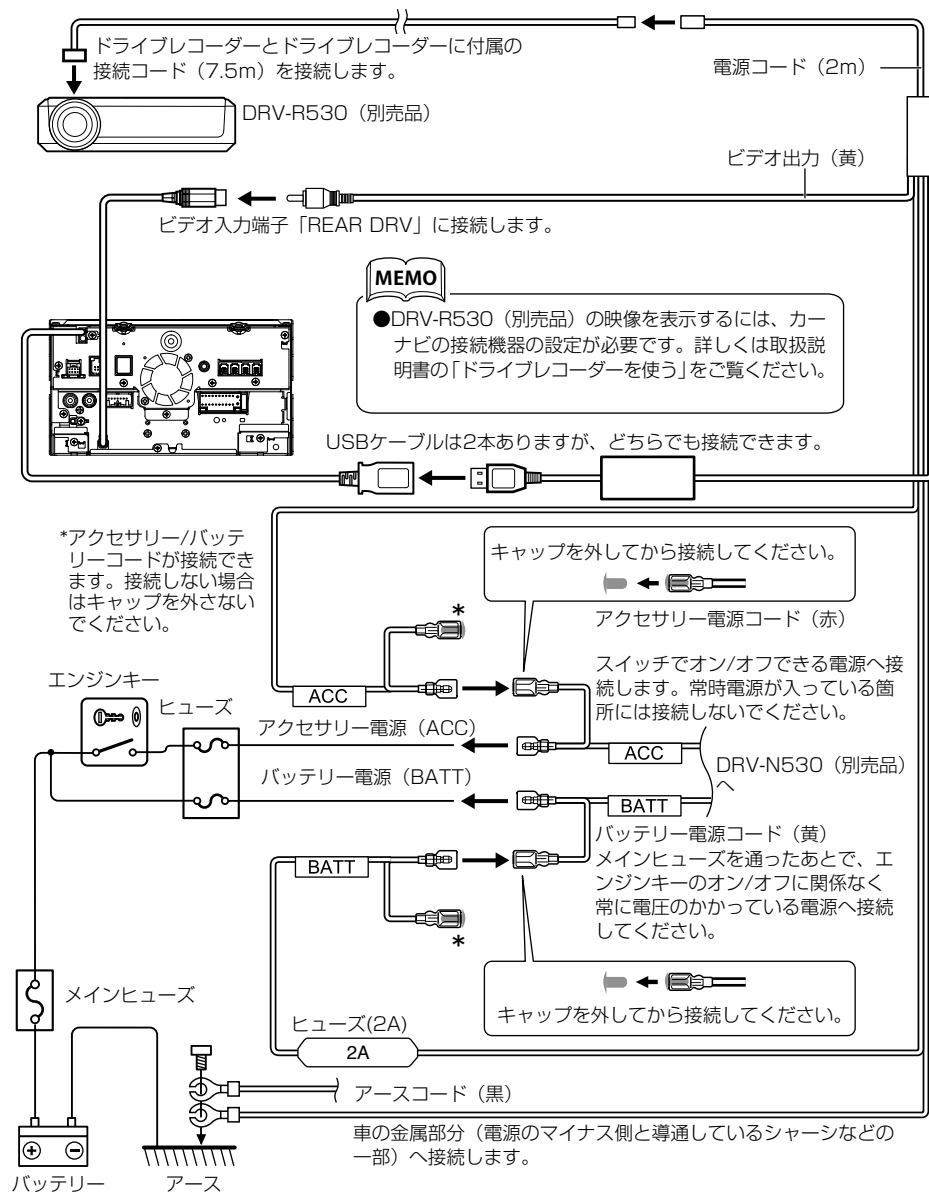 ドライブレコーダーとドライブレコーダーに付属の
接続コード（7.5m）を接続します。
電源コード（2m）
DRV-R530（別売品）
ビデオ出力（黄）
ビデオ入力端子「REAR DRV」に接続します。
MEMO
●DRV-R530（別売品）の映像を表示するには、カー
ナビの接続機器の設定が必要です。詳しくは取扱説
明書の「ドライブレコーダーを使う」をご覧ください。
USBケーブルは2本ありますが、どちらでも接続できます。
*アクセサリー/バッテ
リーコードが接続でき
ます。接続しない場合
はキャップを外さない
でください。
キャップを外してから接続してください。
アクセサリー電源コード（赤）
*
スイッチでオン/オフできる電源へ接
続します。常時電源が入っている箇
所には接続しないでください。
エンジンキー
ヒューズ
ACC
アクセサリー電源（ACC）
ACC
DRV-N530（別売品）
へ
バッテリー電源（BATT）
BATT
バッテリー電源コード（黄）
メインヒューズを通ったあとで、エ
ンジンキーのオン/オフに関係なく
常に電圧のかかっている電源へ接続
してください。
BATT
*
キャップを外してから接続してください。
メインヒューズ
ヒューズ(2A)
2A
アースコード（黒）
車の金属部分（電源のマイナス側と導通しているシャーシなどの
一部）へ接続します。
バッテリー
アース